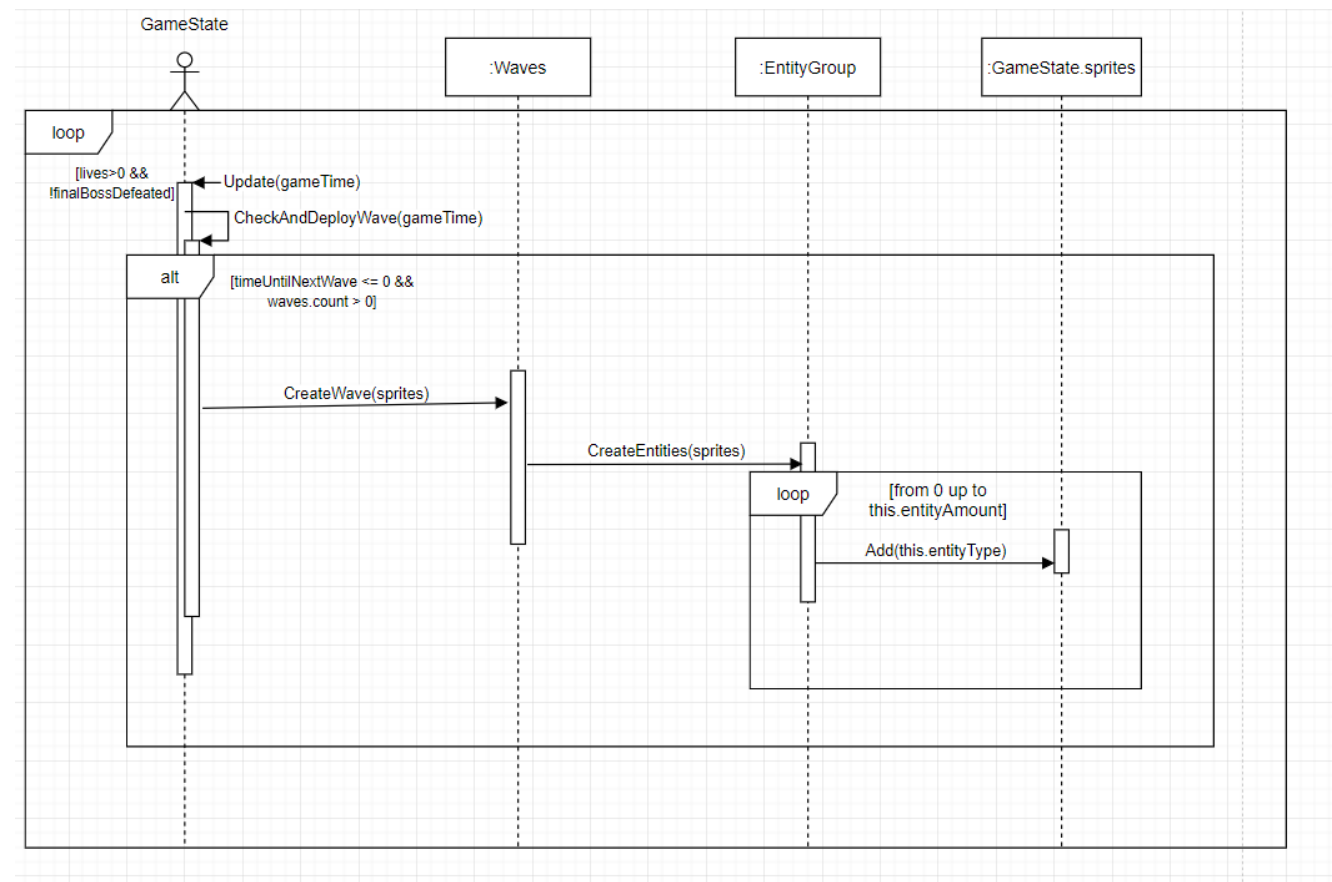 GameState
:Waves
:EntityGroup
:GameState.sprites
loop
[lives>0 &&
!finalBossDefeated]
Update(gameTime)
CheckAndDeployWave(gameTime)
alt
[timeUntilNextWave <= 0 &&
waves.count > 0]
CreateWave(sprites)
CreateEntities(sprites)
loop
[from 0 up to
this.entityAmount]
Add(this.entityType)